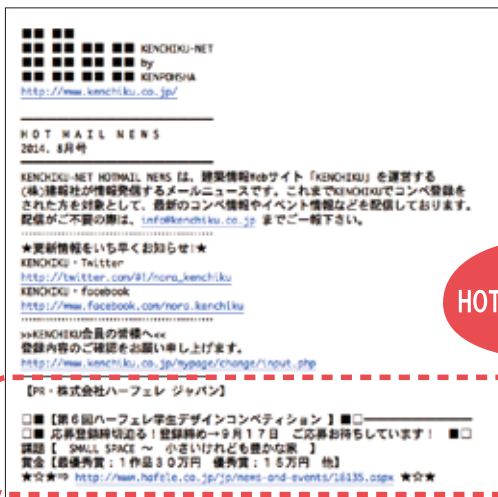 KENCHIKU-NET
by
KENPOHSHA
http://www.kenchiku.co.jp/
HOT MAIL NEWS
2014. 8月号
KENCHIKU-NET HOTMAIL NEWS は、建築情報Webサイト「KENCHIKU」を運営する
(株)建報社が情報発信するメールニュースです。これまでKENCHIKUでコンペ登録を
された方を対象として、最新のコンペ情報やイベント情報などを配信しております。
配信がご不要の際は、info@kenchiku.co.jp までご一報下さい。
★更新情報をいち早くお知らせ!★
KENCHIKU・Twitter
http://twitter.com/#!/nora_kenchiku
KENCHIKU・facebook
http://www.facebook.com/nora.kenchiku
>>KENCHIKU会員の皆様へ<<
登録内容のご確認をお願い申し上げます。
http://www.kenchiku.co.jp/mypage/change/input.php
HOT
【PR・株式会社ハーフェレ ジャパン】
□■【第6回ハーフェレ学生デザインコンペティション】■□
□■ 応募登録締切迫る!登録締め→9月17日 ご応募お待ちしています! ■□
課題【 SMALL SPACE ～ 小さいけれども豊かな家 】
賞金【最優秀賞:1作品30万円 優秀賞:15万円 他】
★☆★⇒ http://www.hafele.co.jp/jp/news-and-events/16135.aspx ★☆★